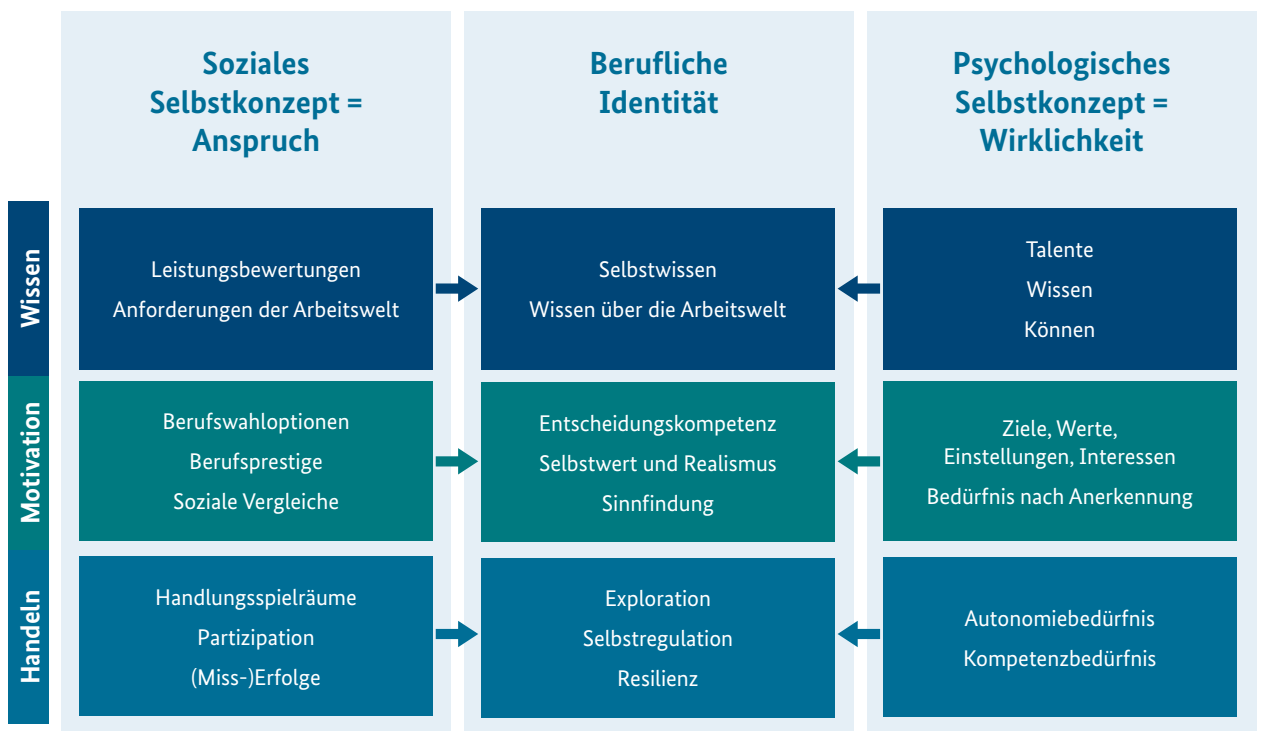 Soziales
Selbstkonzept =
Anspruch
Berufliche
Identität
Psychologisches
Selbstkonzept =
Wirklichkeit
Wissen
Leistungsbewertungen
Anforderungen der Arbeitswelt
Selbstwissen
Wissen über die Arbeitswelt
Talente
Wissen
Können
Motivation
Berufswahloptionen
Berufsprestige
Soziale Vergleiche
Entscheidungskompetenz
Selbstwert und Realismus
Sinnfindung
Ziele, Werte,
Einstellungen, Interessen
Bedürfnis nach Anerkennung
Handeln
Handlungsspielräume
Partizipation
(Miss-)Erfolge
Exploration
Selbstregulation
Resilienz
Autonomiebedürfnis
Kompetenzbedürfnis